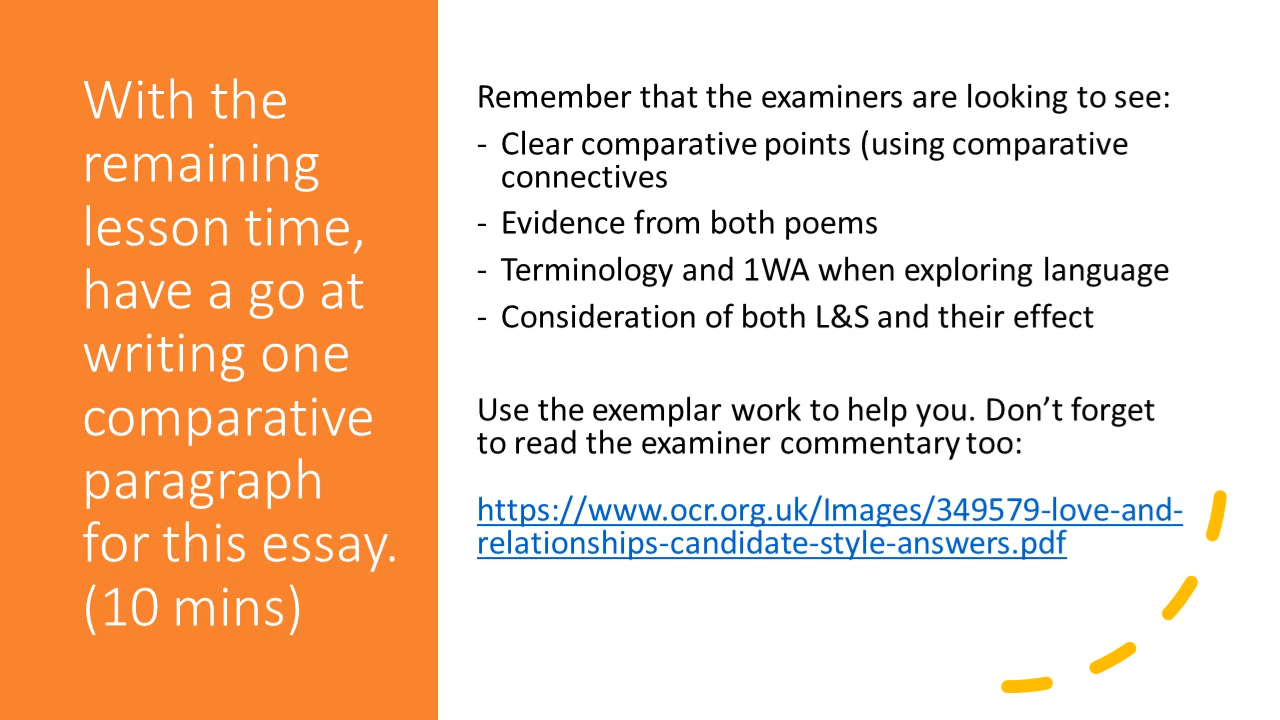 With the
remaining
lesson time,
have a go at
writing one
comparative
paragraph
for this essay.
(10 mins)
Remember that the examiners are looking to see:
- Clear comparative points (using comparative
connectives
- Evidence from both poems
- Terminology and 1WA when exploring language
- Consideration of both L&S and their effect
Use the exemplar work to help you. Don’t forget
to read the examiner commentary too:
https://www.ocr.org.uk/Images/349579-love-and-
relationships-candidate-style-answers.pdf